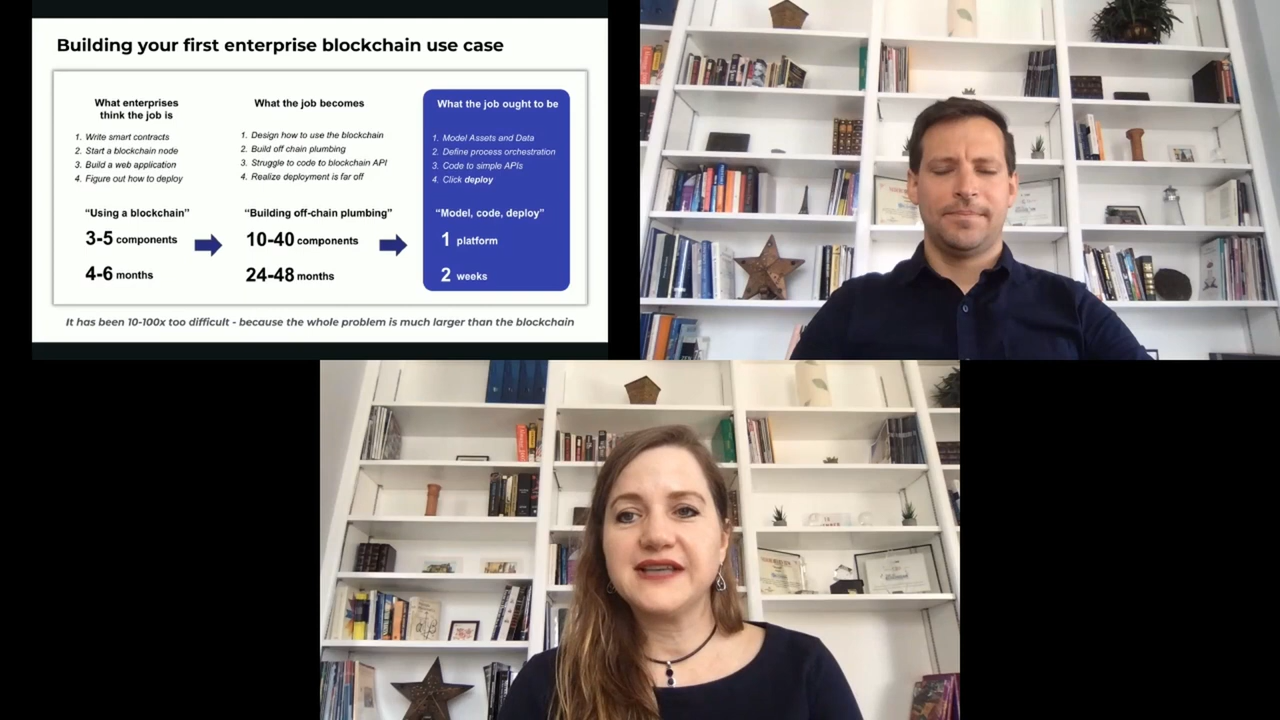 Building your first enterprise blockchain use case
What enterprises
think the job is
1. Write smart contracts
2. Start a blockchain node
3. Build a web application
4. Figure out how to deploy
“Using a blockchain”
3-5 components
4-6 months
What the job becomes
1. Design how to use the blockchain
2. Build off chain plumbing
3. Struggle to code to blockchain API
4. Realize deployment is far off
“Building off-chain plumbing”
10-40 components
24-48 months
What the job ought to be
1. Model Assets and Data
2. Define process orchestration
3. Code to simple APIs
4. Click deploy
“Model, code, deploy”
1 platform
2 weeks
It has been 10-100x too difficult - because the whole problem is much larger than the blockchain